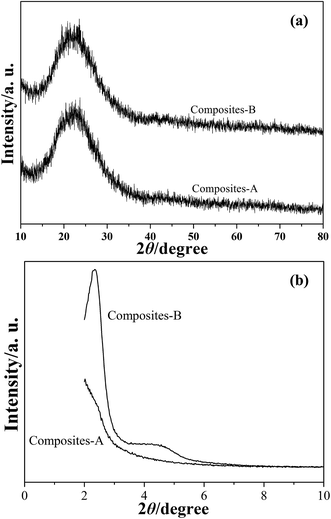 (a)
Intensity/a. u.
Composites-B
Composites-A
10 20 30 40 50 60 70 80
2θ/degree
(b)
Intensity/a. u.
Composites-B
Composites-A
0 2 4 6 8 10
2θ/degree